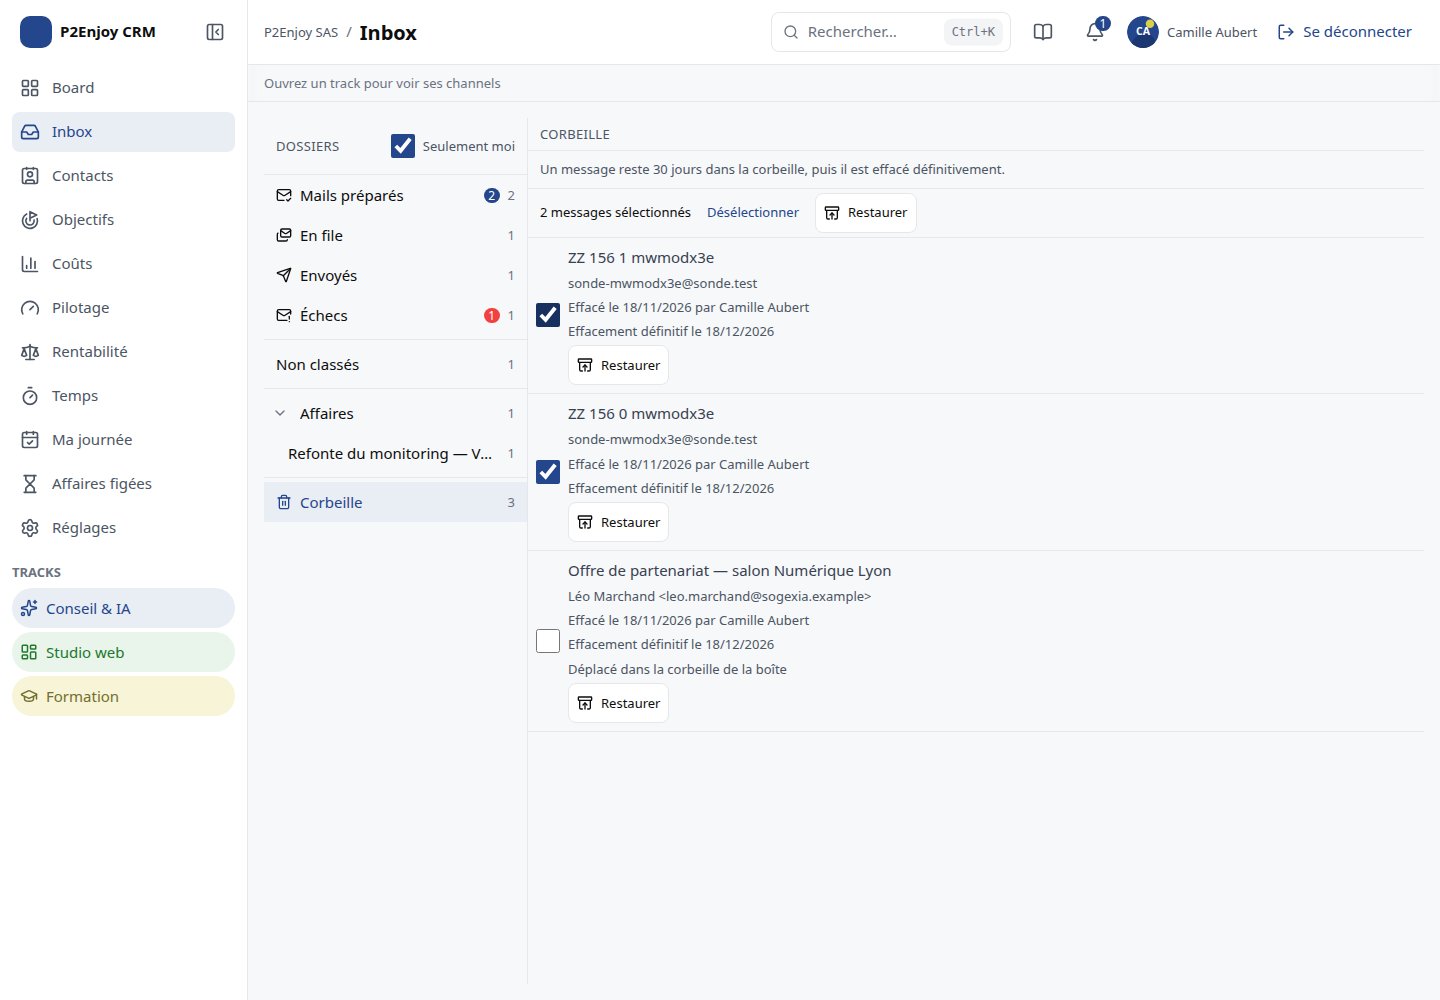 P2Enjoy CRM
Board
Inbox
Contacts
Objectifs
Coûts
Pilotage
Rentabilité
Temps
Ma journée
Affaires figées
Réglages
TRACKS
Conseil & IA
Studio web
Formation
P2Enjoy SAS / Inbox
Rechercher... Ctrl+K
1
CA Camille Aubert
Se déconnecter
Ouvrez un track pour voir ses channels
DOSSIERS Seulement moi
Mails préparés 2 2
En file 1
Envoyés 1
Échecs 1 1
Non classés 1
Affaires 1
Refonte du monitoring — V... 1
Corbeille 3
CORBEILLE
Un message reste 30 jours dans la corbeille, puis il est effacé définitivement.
2 messages sélectionnés Désélectionner Restaurer
ZZ 156 1 mwmodx3e
sonde-mwmodx3e@sonde.test
Effacé le 18/11/2026 par Camille Aubert
Effacement définitif le 18/12/2026
Restaurer
ZZ 156 0 mwmodx3e
sonde-mwmodx3e@sonde.test
Effacé le 18/11/2026 par Camille Aubert
Effacement définitif le 18/12/2026
Restaurer
Offre de partenariat — salon Numérique Lyon
Léo Marchand <leo.marchand@sogexia.example>
Effacé le 18/11/2026 par Camille Aubert
Effacement définitif le 18/12/2026
Déplacé dans la corbeille de la boîte
Restaurer